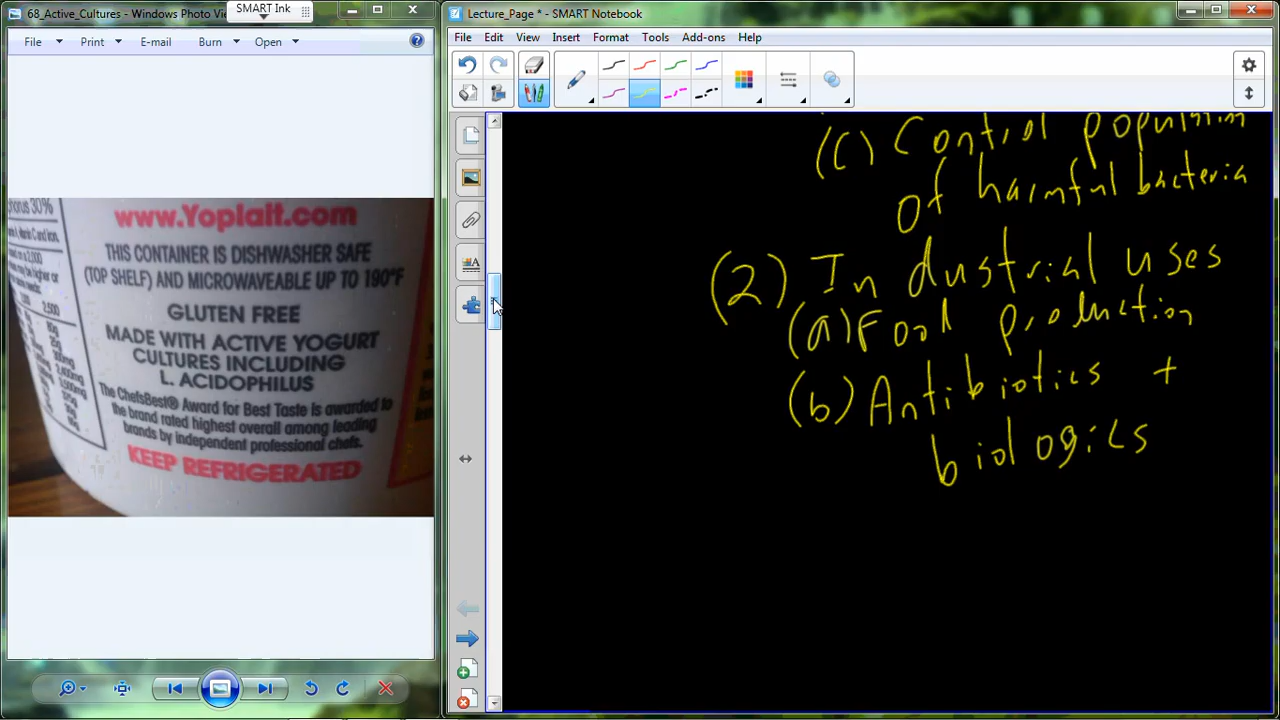 68_Active_Cultures - Windows Photo Vi
SMART Ink
File Print E-mail Burn Open
30%
www.Yoplait.com
THIS CONTAINER IS DISHWASHER SAFE
(TOP SHELF) AND MICROWAVEABLE UP TO 190°F
GLUTEN FREE
MADE WITH ACTIVE YOGURT
CULTURES INCLUDING
L. ACIDOPHILUS
The ChefsBest® Award for Best Taste is awarded to
the brand rated highest overall among leading
brands by independent professional chefs.
KEEP REFRIGERATED
Lecture_Page * - SMART Notebook
File Edit View Insert Format Tools Add-ons Help
(C) Control population
of harmful bacteria
(2) Industrial uses
(a) Food production
(b) Antibiotics +
biologics